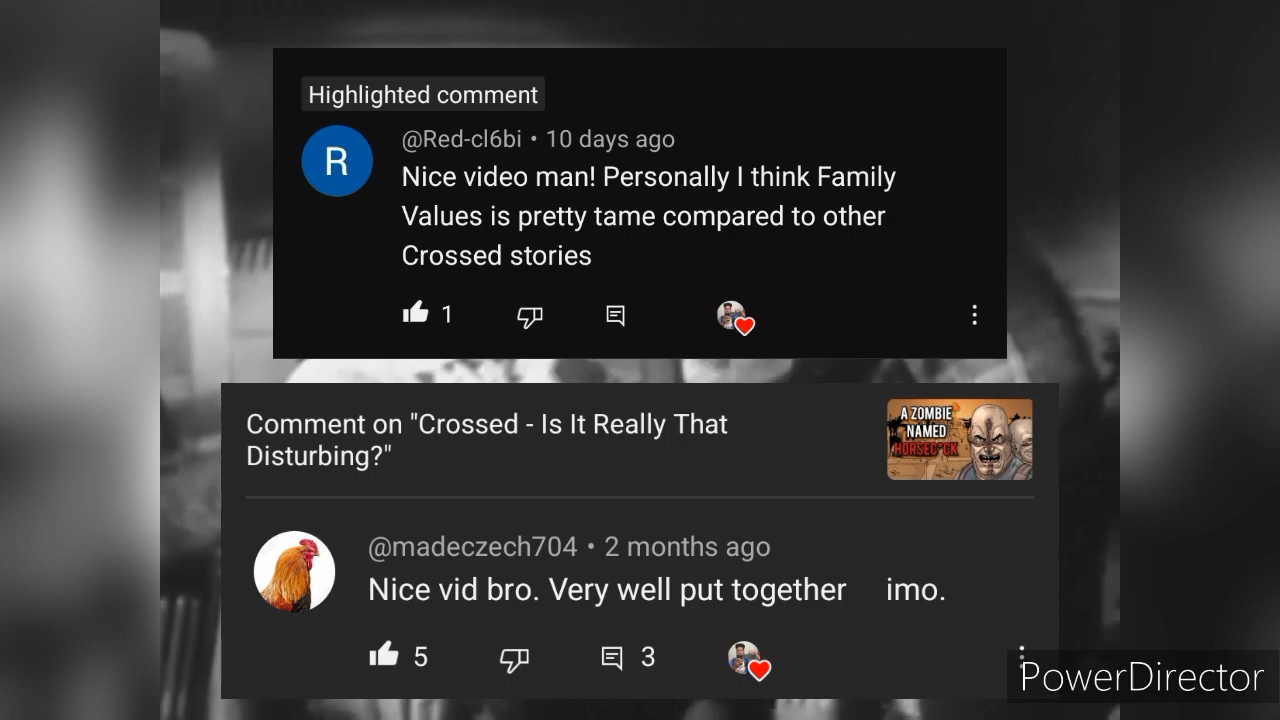 Highlighted comment
R
@Red-cl6bi • 10 days ago
Nice video man! Personally I think Family
Values is pretty tame compared to other
Crossed stories
1
Comment on "Crossed - Is It Really That
Disturbing?"
A ZOMBIE
NAMED
HORSEC*CK
@madeczech704 • 2 months ago
Nice vid bro. Very well put together imo.
5
3
PowerDirector